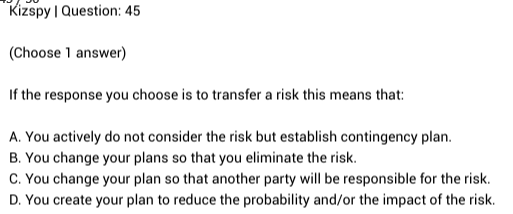 Kizspy | Question: 45
(Choose 1 answer)
If the response you choose is to transfer a risk this means that:
A. You actively do not consider the risk but establish contingency plan.
B. You change your plans so that you eliminate the risk.
C. You change your plan so that another party will be responsible for the risk.
D. You create your plan to reduce the probability and/or the impact of the risk.